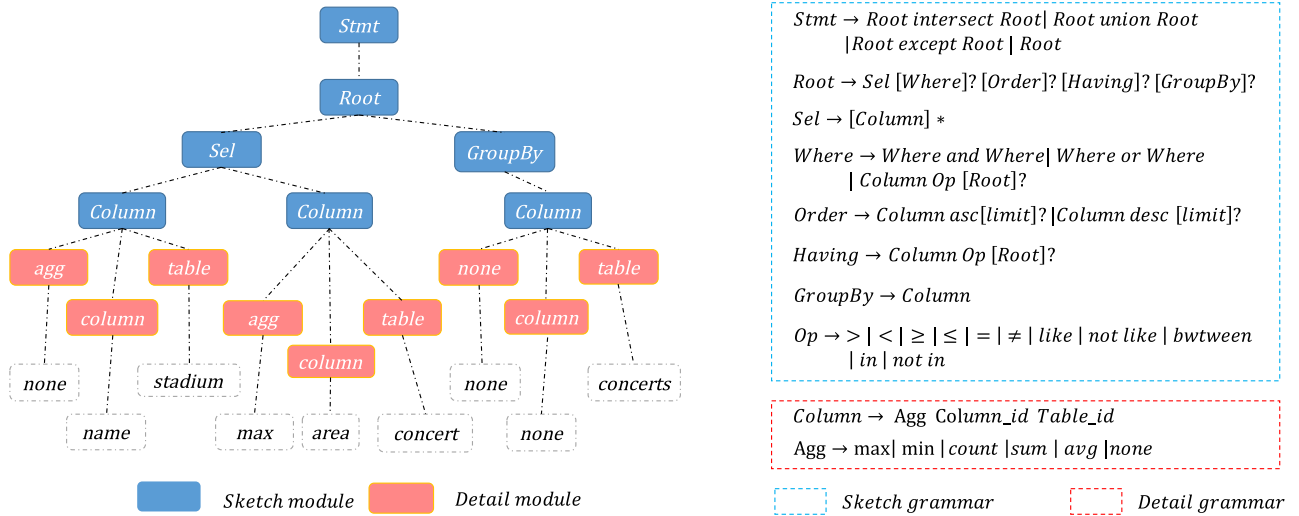 Stmt
Root
Sel
GroupBy
Column
Column
Column
agg
table
none
table
column
agg
table
column
column
none
stadium
none
concerts
name
max
area
concert
none
Sketch module
Detail module
Stmt → Root intersect Root| Root union Root
|Root except Root | Root
Root → Sel [Where]? [Order]? [Having]? [GroupBy]?
Sel → [Column] *
Where → Where and Where| Where or Where
| Column Op [Root]?
Order → Column asc[limit]? |Column desc [limit]?
Having → Column Op [Root]?
GroupBy → Column
Op → > | < | ≥ | ≤ | = | ≠ | like | not like | bwtween
| in | not in
Column → Agg Column_id Table_id
Agg → max| min | count |sum | avg |none
Sketch grammar
Detail grammar